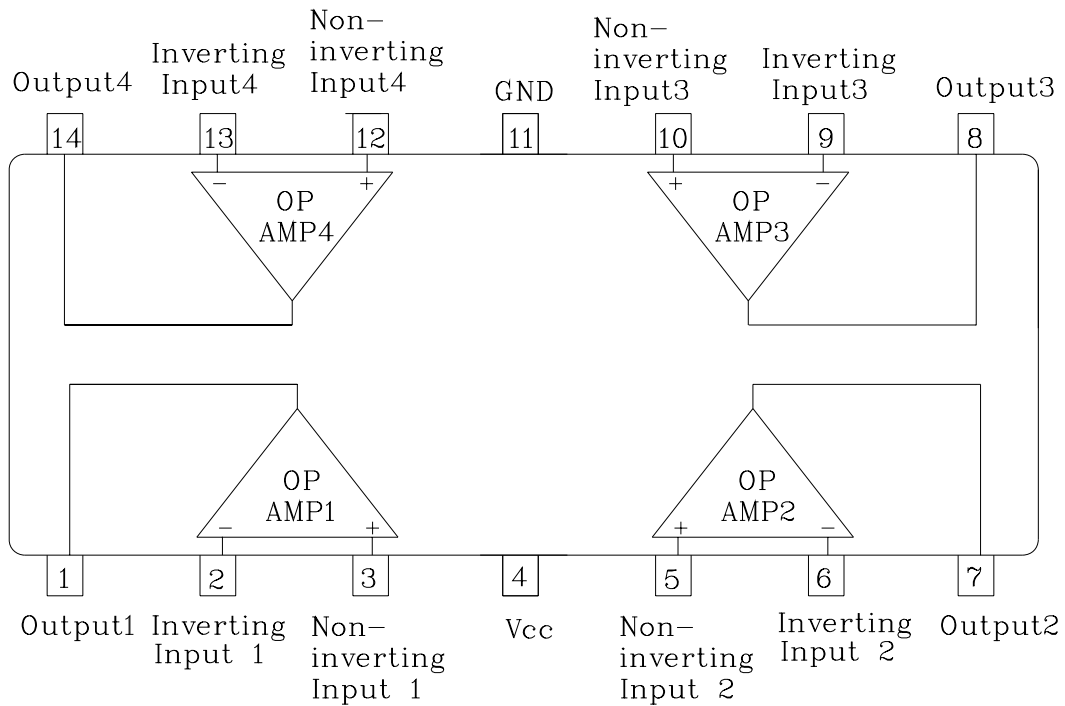 Output4
Inverting
Input4
Non-
inverting
Input4
GND
Non-
inverting
Input3
Inverting
Input3
Output3
14
13
12
11
10
9
8
−
+
OP
AMP4
+
−
OP
AMP3
OP
AMP1
−
+
OP
AMP2
+
−
1
2
3
4
5
6
7
Output1
Inverting
Input 1
Non-
inverting
Input 1
Vcc
Non-
inverting
Input 2
Inverting
Input 2
Output2